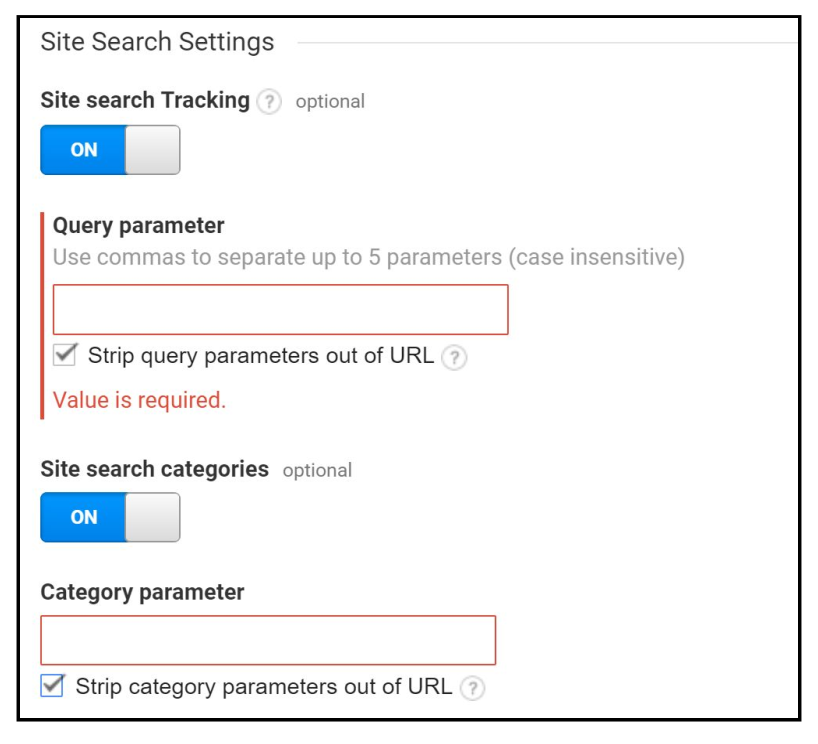 Site Search Settings
Site search Tracking ? optional
ON
Query parameter
Use commas to separate up to 5 parameters (case insensitive)
Strip query parameters out of URL ?
Value is required.
Site search categories optional
ON
Category parameter
Strip category parameters out of URL ?